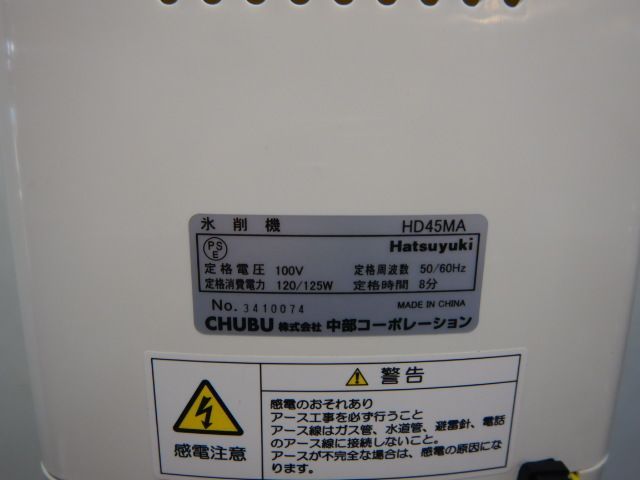 氷削機 HD45MA
PSE Hatsuyuki
定格電圧 100V 定格周波数 50/60Hz
定格消費電力 120/125W 定格時間 8分
No. 3410074 MADE IN CHINA
CHUBU 株式会社 中部コーポレーション
警告
感電注意
感電のおそれあり
アース工事を必ず行うこと
アース線はガス管、水道管、避雷針、電話
のアース線に接続しないこと。
アースが不完全な場合は、感電の原因にな
ります。